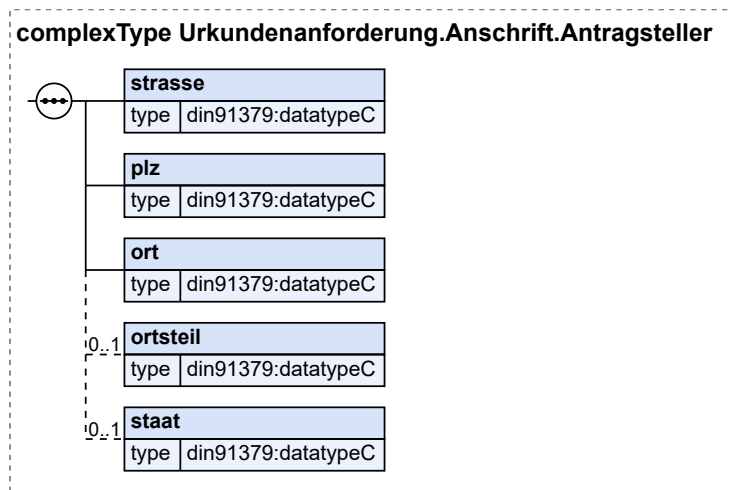 complexType Urkundenanforderung.Anschrift.Antragsteller
strasse
type din91379:datatypeC
plz
type din91379:datatypeC
ort
type din91379:datatypeC
0..1 ortsteil
type din91379:datatypeC
0..1 staat
type din91379:datatypeC